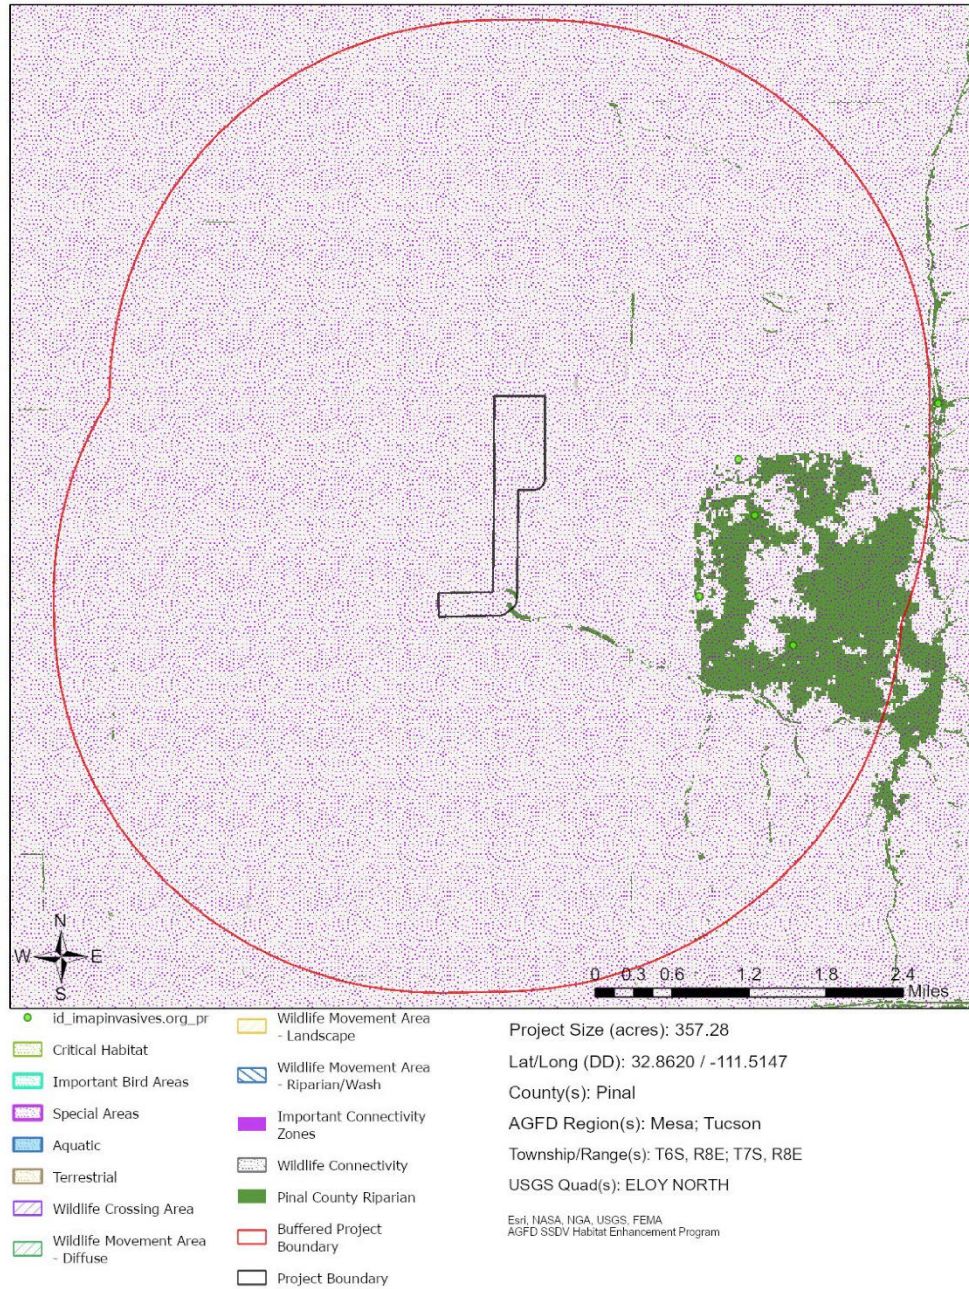 N
W E
S
0 0.3 0.6 1.2 1.8 2.4
Miles
id_imapinvasives.org_pr
Critical Habitat
Important Bird Areas
Special Areas
Aquatic
Terrestrial
Wildlife Crossing Area
Wildlife Movement Area
- Diffuse
Wildlife Movement Area
- Landscape
Wildlife Movement Area
- Riparian/Wash
Important Connectivity
Zones
Wildlife Connectivity
Pinal County Riparian
Buffered Project
Boundary
Project Boundary
Project Size (acres): 357.28
Lat/Long (DD): 32.8620 / -111.5147
County(s): Pinal
AGFD Region(s): Mesa; Tucson
Township/Range(s): T6S, R8E; T7S, R8E
USGS Quad(s): ELOY NORTH
Esri, NASA, NGA, USGS, FEMA
AGFD SSDV Habitat Enhancement Program